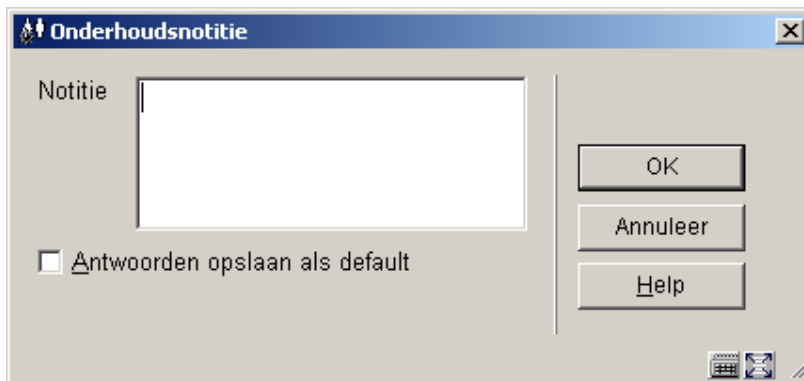 Onderhoudsnotitie
Notitie
OK
Annuleer
Antwoorden opslaan als default
Help